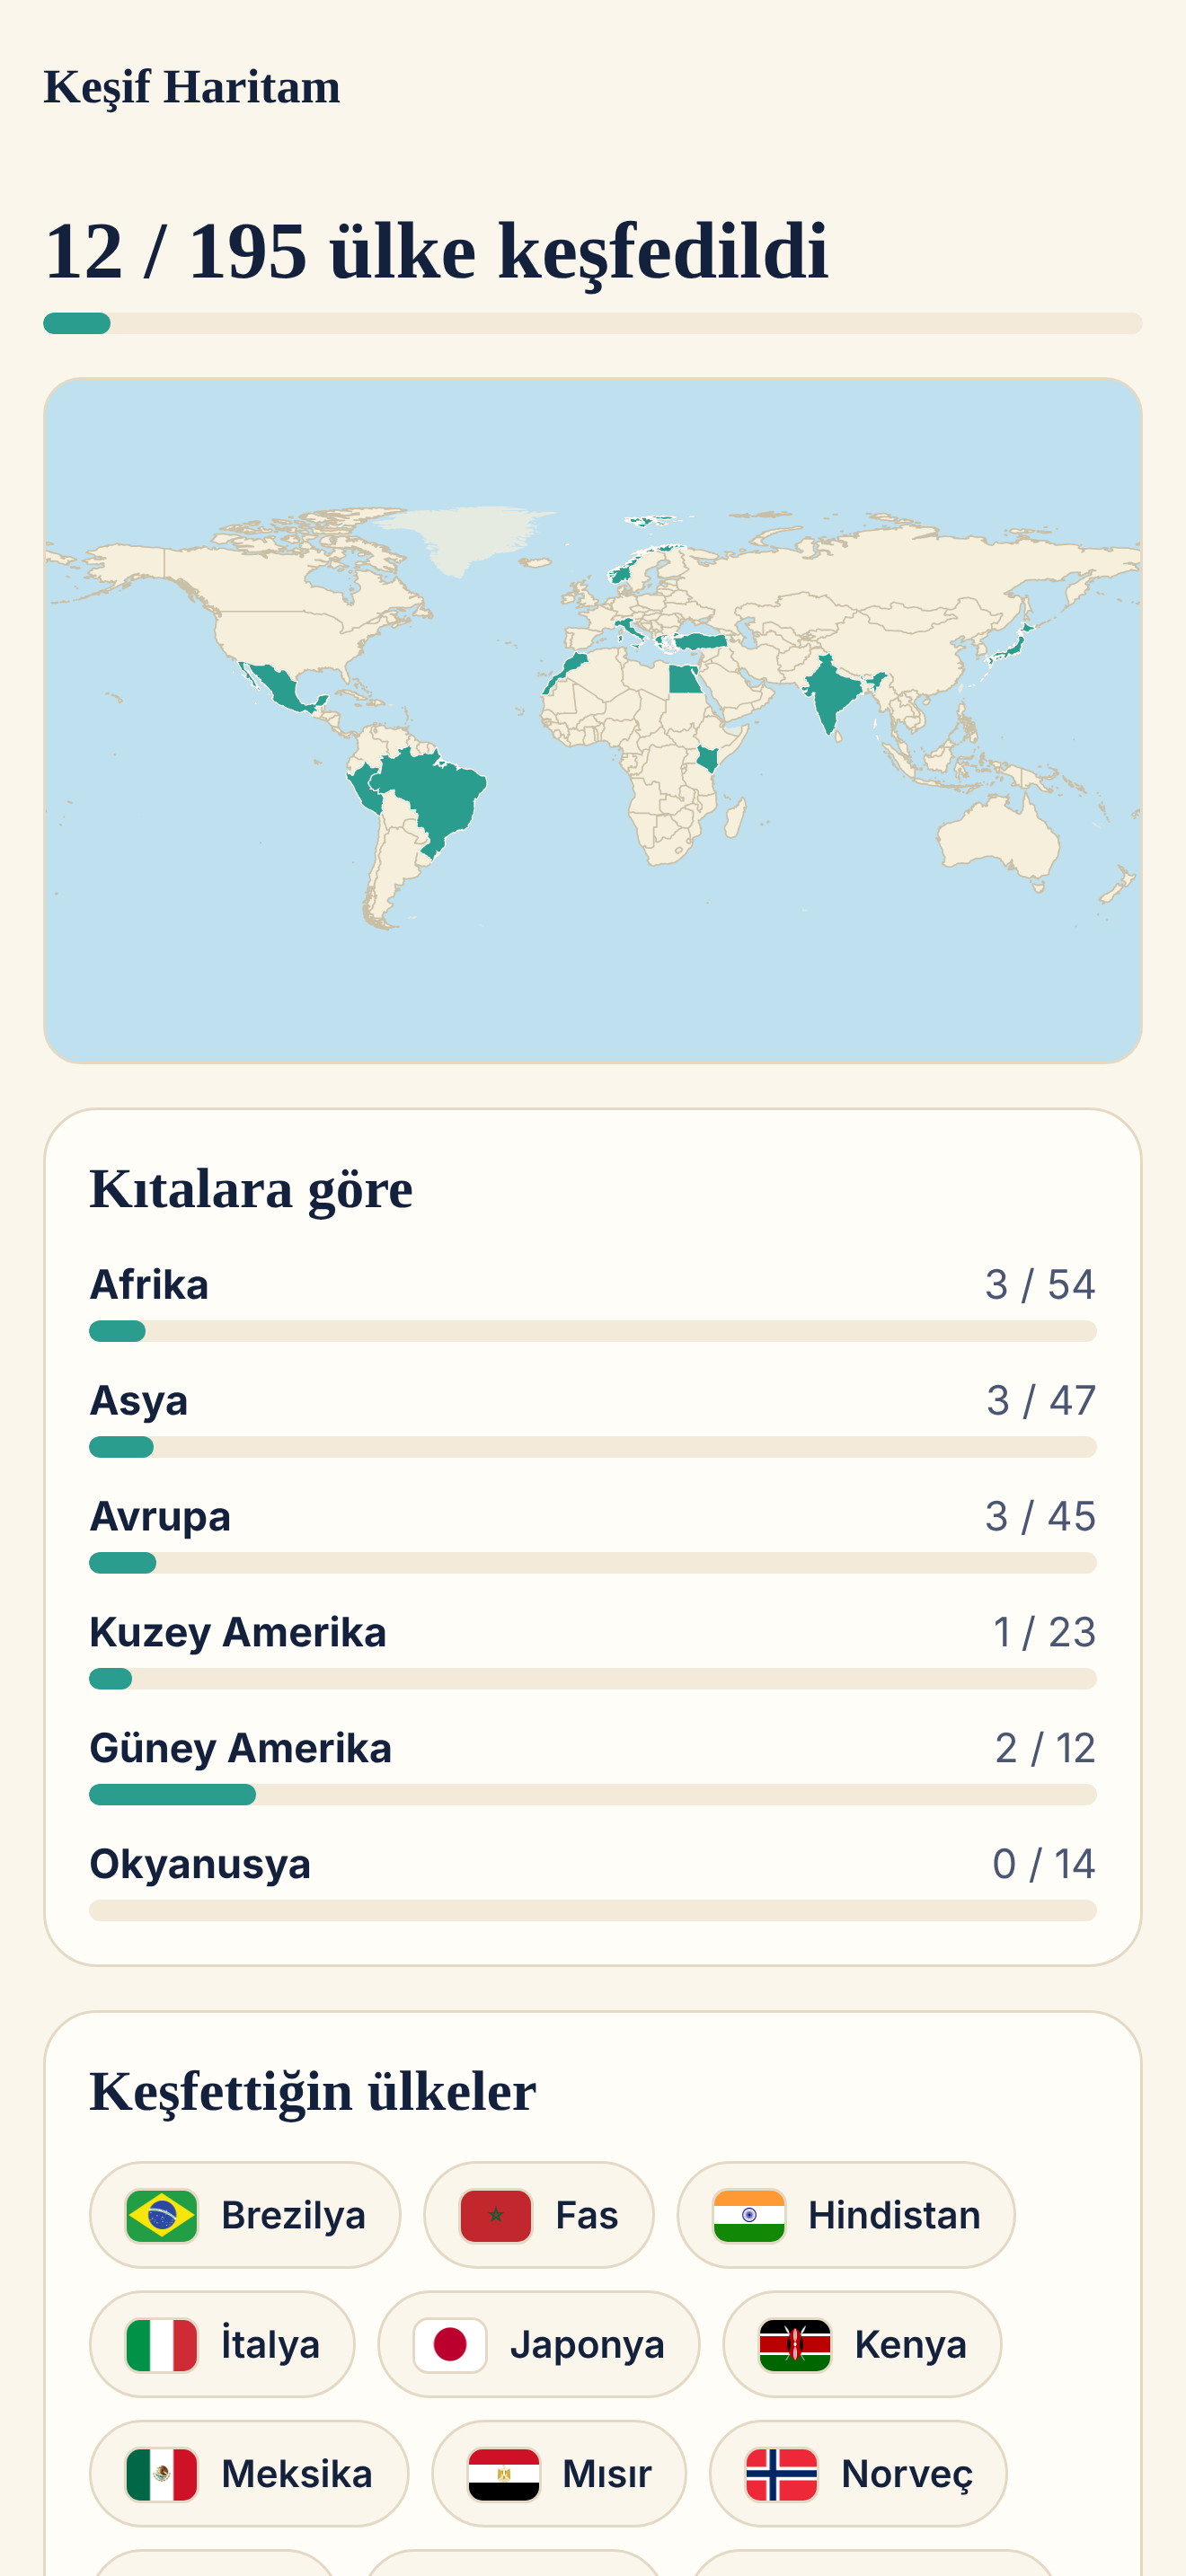 Keşif Haritam
12 / 195 ülke keşfedildi
Kıtalara göre
Afrika 3 / 54
Asya 3 / 47
Avrupa 3 / 45
Kuzey Amerika 1 / 23
Güney Amerika 2 / 12
Okyanusya 0 / 14
Keşfettiğin ülkeler
Brezilya Fas Hindistan
İtalya Japonya Kenya
Meksika Mısır Norveç